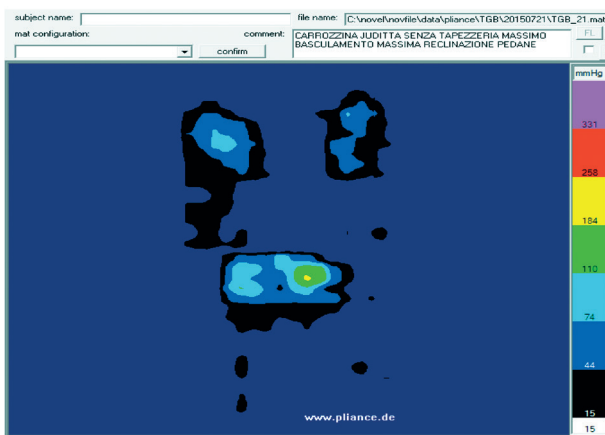 subject name:
file name: C:\novel\novfile\data\pliance\TGB\20150721\TGB_21.mat
mat configuration:
comment: CARROZZINA JUDITTA SENZA TAPEZZERIA MASSIMO
BASCULAMENTO MASSIMA RECLINAZIONE PEDANE
FL
confirm
mmHg
331
258
184
110
74
44
15
15
www.pliance.de